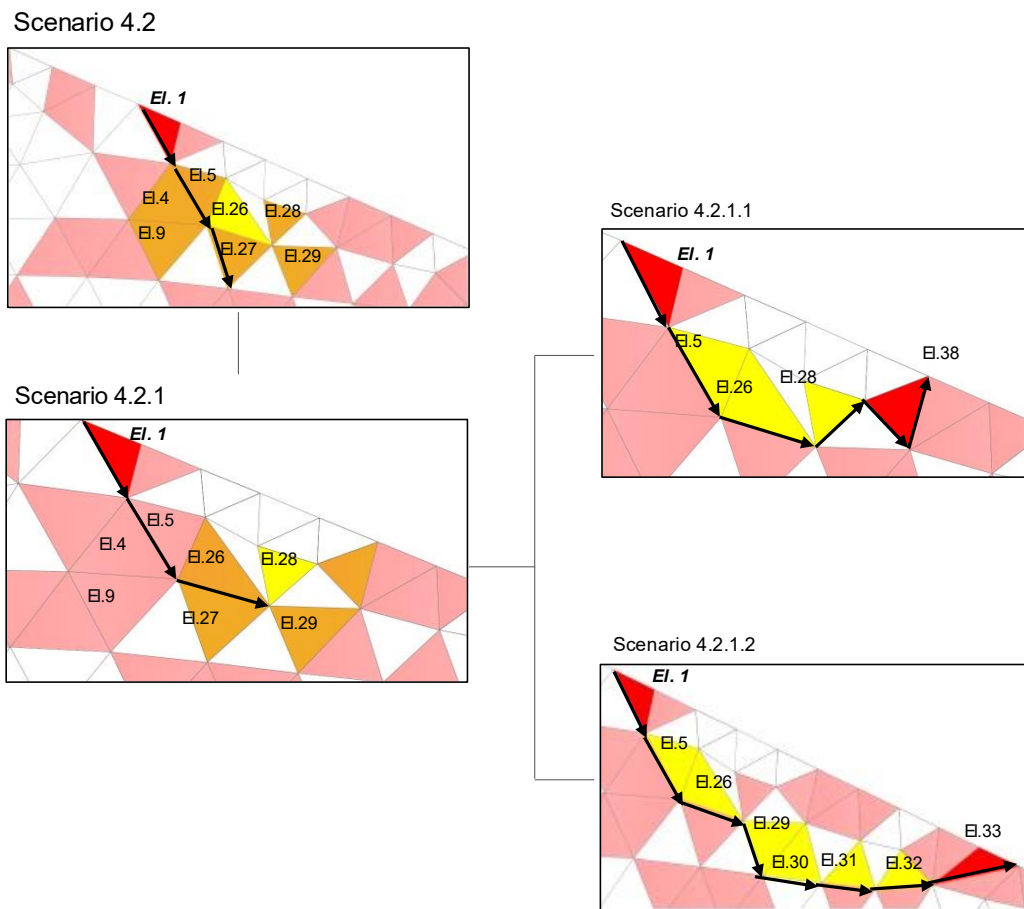 Scenario 4.2
El. 1
El.5
El.4
El.26
El.28
El.9
El.27
El.29
Scenario 4.2.1
El. 1
El.5
El.4
El.26
El.28
El.9
El.27
El.29
Scenario 4.2.1.1
El. 1
El.5
El.38
El.28
El.26
Scenario 4.2.1.2
El. 1
El.5
El.26
El.29
El.33
El.30
El.31
El.32